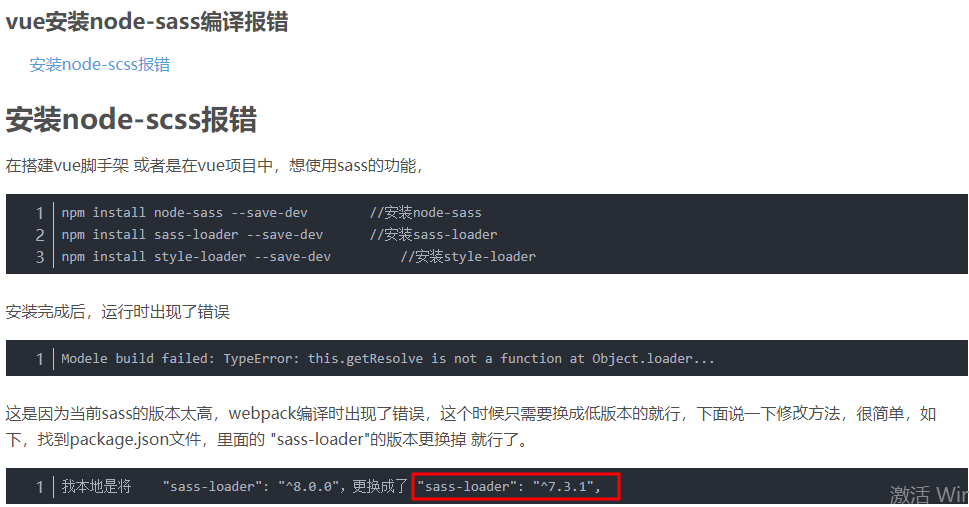 vue安装node-sass编译报错
安装node-scss报错
安装node-scss报错
在搭建vue脚手架 或者是在vue项目中，想使用sass的功能，
1 npm install node-sass --save-dev //安装node-sass
2 npm install sass-loader --save-dev //安装sass-loader
3 npm install style-loader --save-dev //安装style-loader
安装完成后，运行时出现了错误
1 Modele build failed: TypeError: this.getResolve is not a function at Object.loader...
这是因为当前sass的版本太高，webpack编译时出现了错误，这个时候只需要换成低版本的就行，下面说一下修改方法，很简单，如
下，找到package.json文件，里面的 "sass-loader"的版本更换掉 就行了。
1 我本地是将 "sass-loader": "^8.0.0"，更换成了 "sass-loader": "^7.3.1",
激活 Win